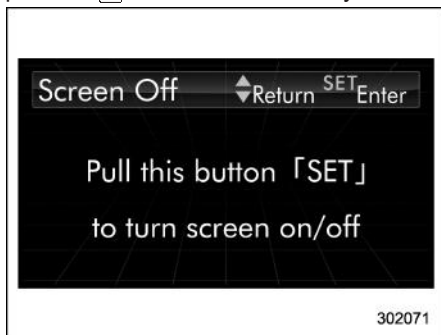 Screen Off Return SET Enter
Pull this button「SET」
to turn screen on/off
302071